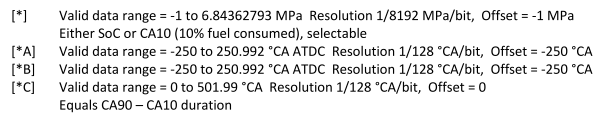 [*] Valid data range = -1 to 6.84362793 MPa Resolution 1/8192 MPa/bit, Offset = -1 MPa
Either SoC or CA10 (10% fuel consumed), selectable
[*A] Valid data range = -250 to 250.992 °CA ATDC Resolution 1/128 °CA/bit, Offset = -250 °CA
[*B] Valid data range = -250 to 250.992 °CA ATDC Resolution 1/128 °CA/bit, Offset = -250 °CA
[*C] Valid data range = 0 to 501.99 °CA Resolution 1/128 °CA/bit, Offset = 0
Equals CA90 – CA10 duration